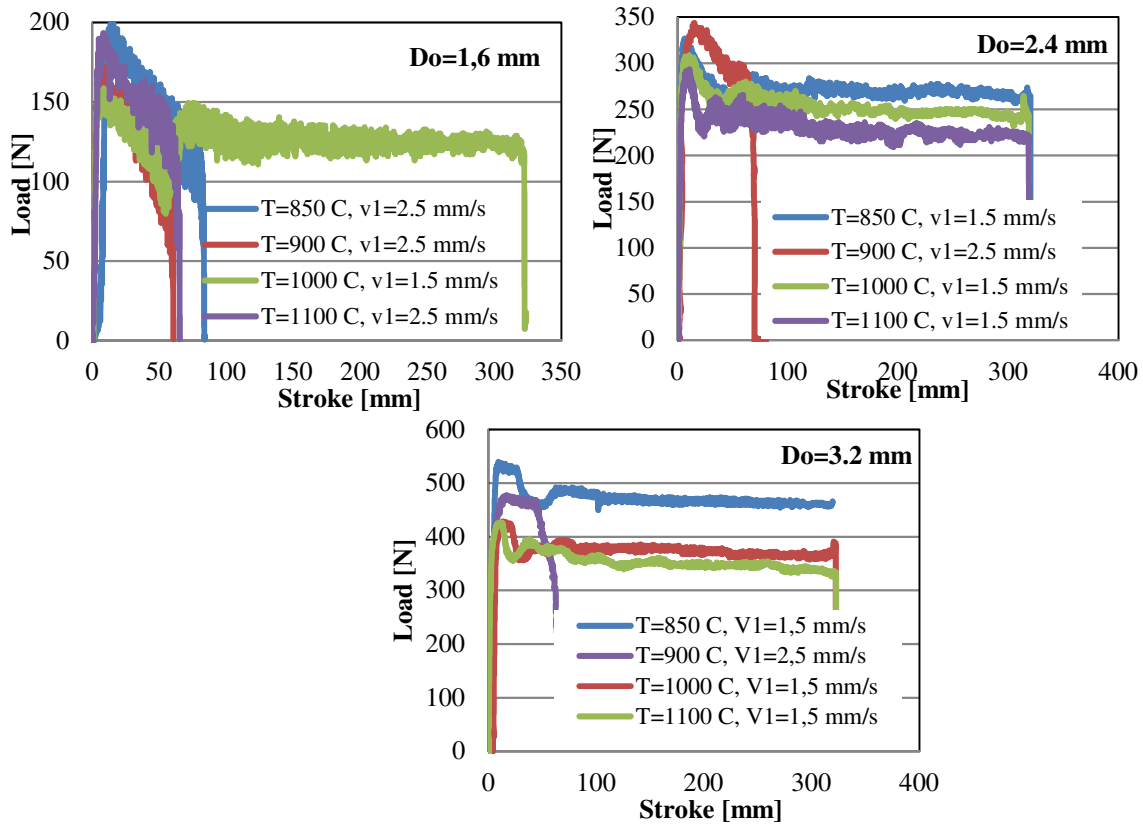 200
150
100
50
0
Load [N]
Do=1,6 mm
T=850 C, v1=2.5 mm/s
T=900 C, v1=2.5 mm/s
T=1000 C, v1=1.5 mm/s
T=1100 C, v1=2.5 mm/s
0 50 100 150 200 250 300 350
Stroke [mm]
350
300
250
200
150
100
50
0
Load [N]
Do=2.4 mm
T=850 C, v1=1.5 mm/s
T=900 C, v1=2.5 mm/s
T=1000 C, v1=1.5 mm/s
T=1100 C, v1=1.5 mm/s
0 100 200 300 400
Stroke [mm]
600
500
400
300
200
100
0
Load [N]
Do=3.2 mm
T=850 C, V1=1,5 mm/s
T=900 C, V1=2,5 mm/s
T=1000 C, V1=1,5 mm/s
T=1100 C, V1=1,5 mm/s
0 100 200 300 400
Stroke [mm]